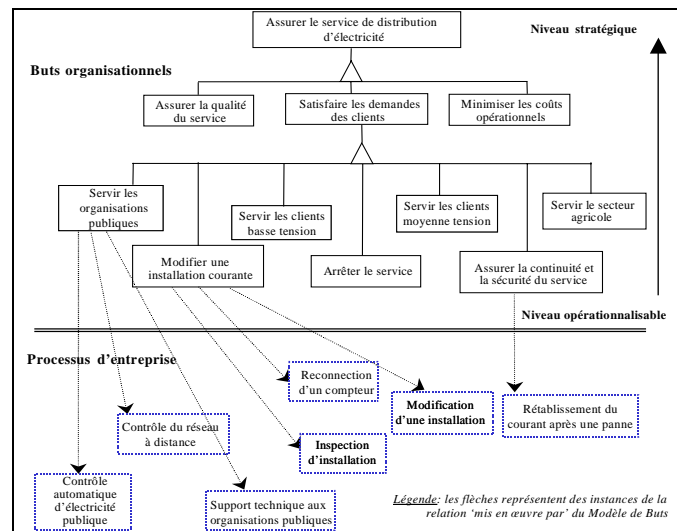 Assurer le service de distribution
d'électricité
Niveau stratégique
Buts organisationnels
Assurer la qualité
du service
Satisfaire les demandes
des clients
Minimiser les coûts
opérationnels
Servir les
organisations
publiques
Servir les clients
basse tension
Servir les clients
moyenne tension
Servir le secteur
agricole
Modifier une
installation courante
Arrêter le service
Assurer la continuité et
la sécurité du service
Niveau opérationnalisable
Processus d'entreprise
Reconnection
d'un compteur
Modification
d'une installation
Rétablissement du
courant après une panne
Contrôle du réseau
à distance
Inspection
d'installation
Contrôle
automatique
d'électricité
publique
Support technique aux
organisations publiques
Légende: les flèches représentent des instances de la
relation 'mis en œuvre par' du Modèle de Buts